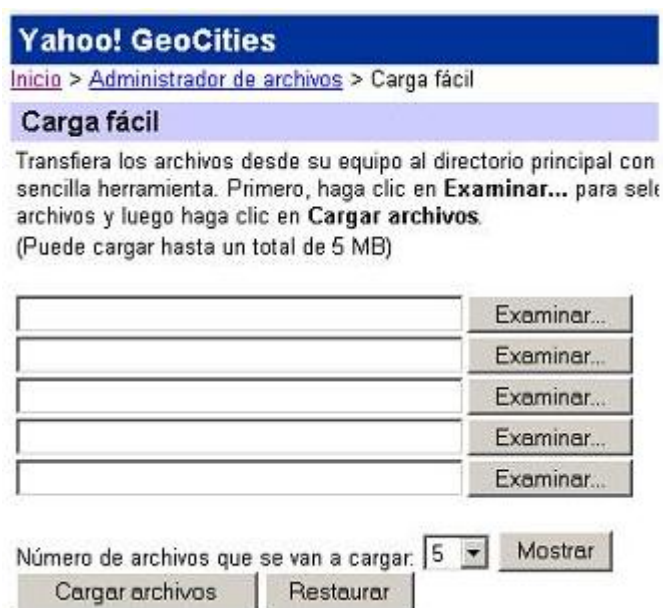 Yahoo! GeoCities
Inicio > Administrador de archivos > Carga fácil
Carga fácil
Transfiera los archivos desde su equipo al directorio principal con
sencilla herramienta. Primero, haga clic en Examinar... para sele
archivos y luego haga clic en Cargar archivos.
(Puede cargar hasta un total de 5 MB)
Examinar...
Examinar...
Examinar...
Examinar...
Examinar...
Número de archivos que se van a cargar: 5 Mostrar
Cargar archivos Restaurar